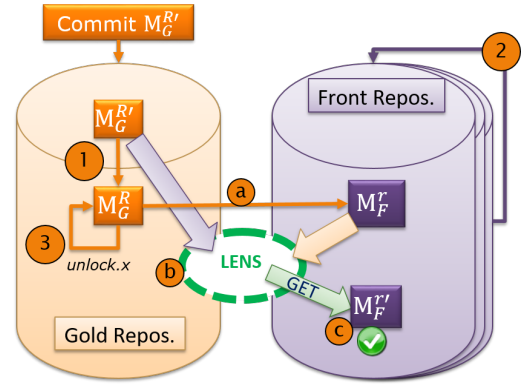 Commit M_G^{R'}
2
Front Repos.
M_G^{R'}
1
M_G^R
a
M_F^r
3
unlock.x
b
LENS
GET
M_F^{r'}
c
Gold Repos.